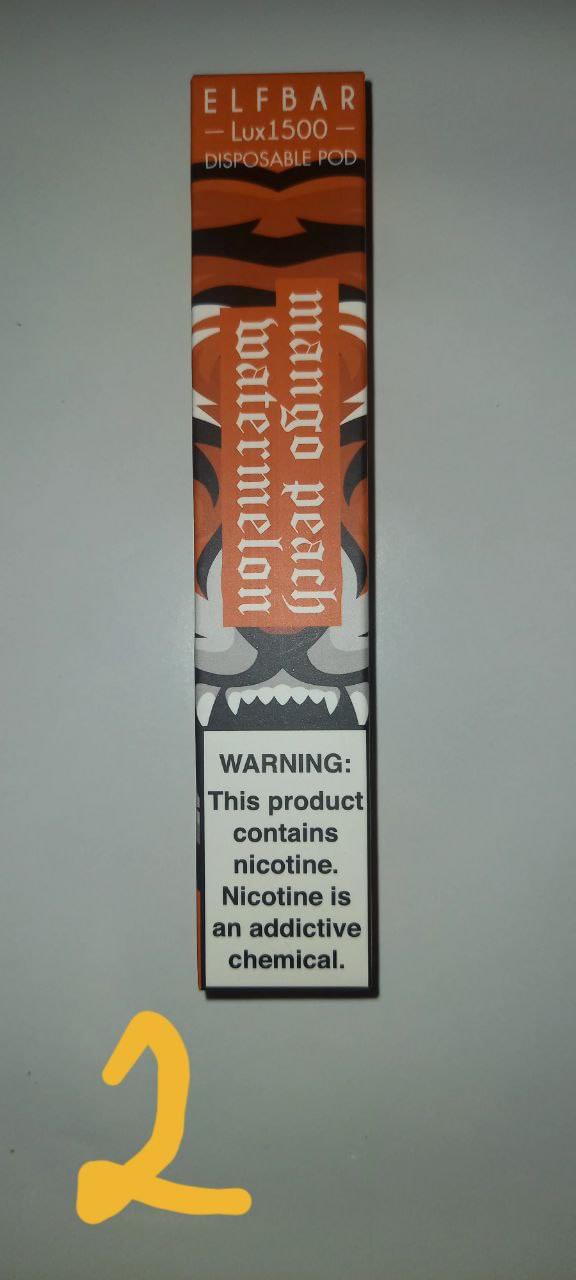 ELFBAR
— Lux1500 —
DISPOSABLE POD
mango peach
watermelon
WARNING:
This product
contains
nicotine.
Nicotine is
an addictive
chemical.
2